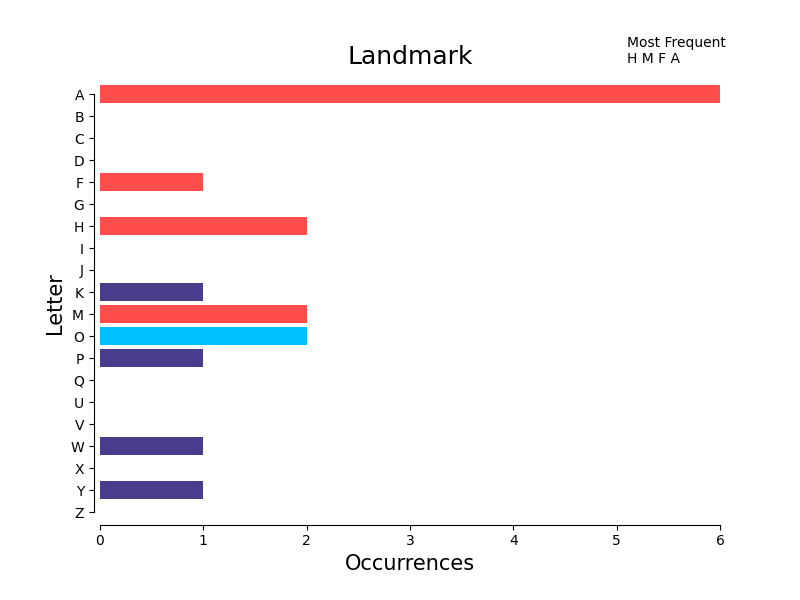 Landmark
Most Frequent
H M F A
Letter
A
B
C
D
F
G
H
I
J
K
M
O
P
Q
U
V
W
X
Y
Z
0 1 2 3 4 5 6
Occurrences